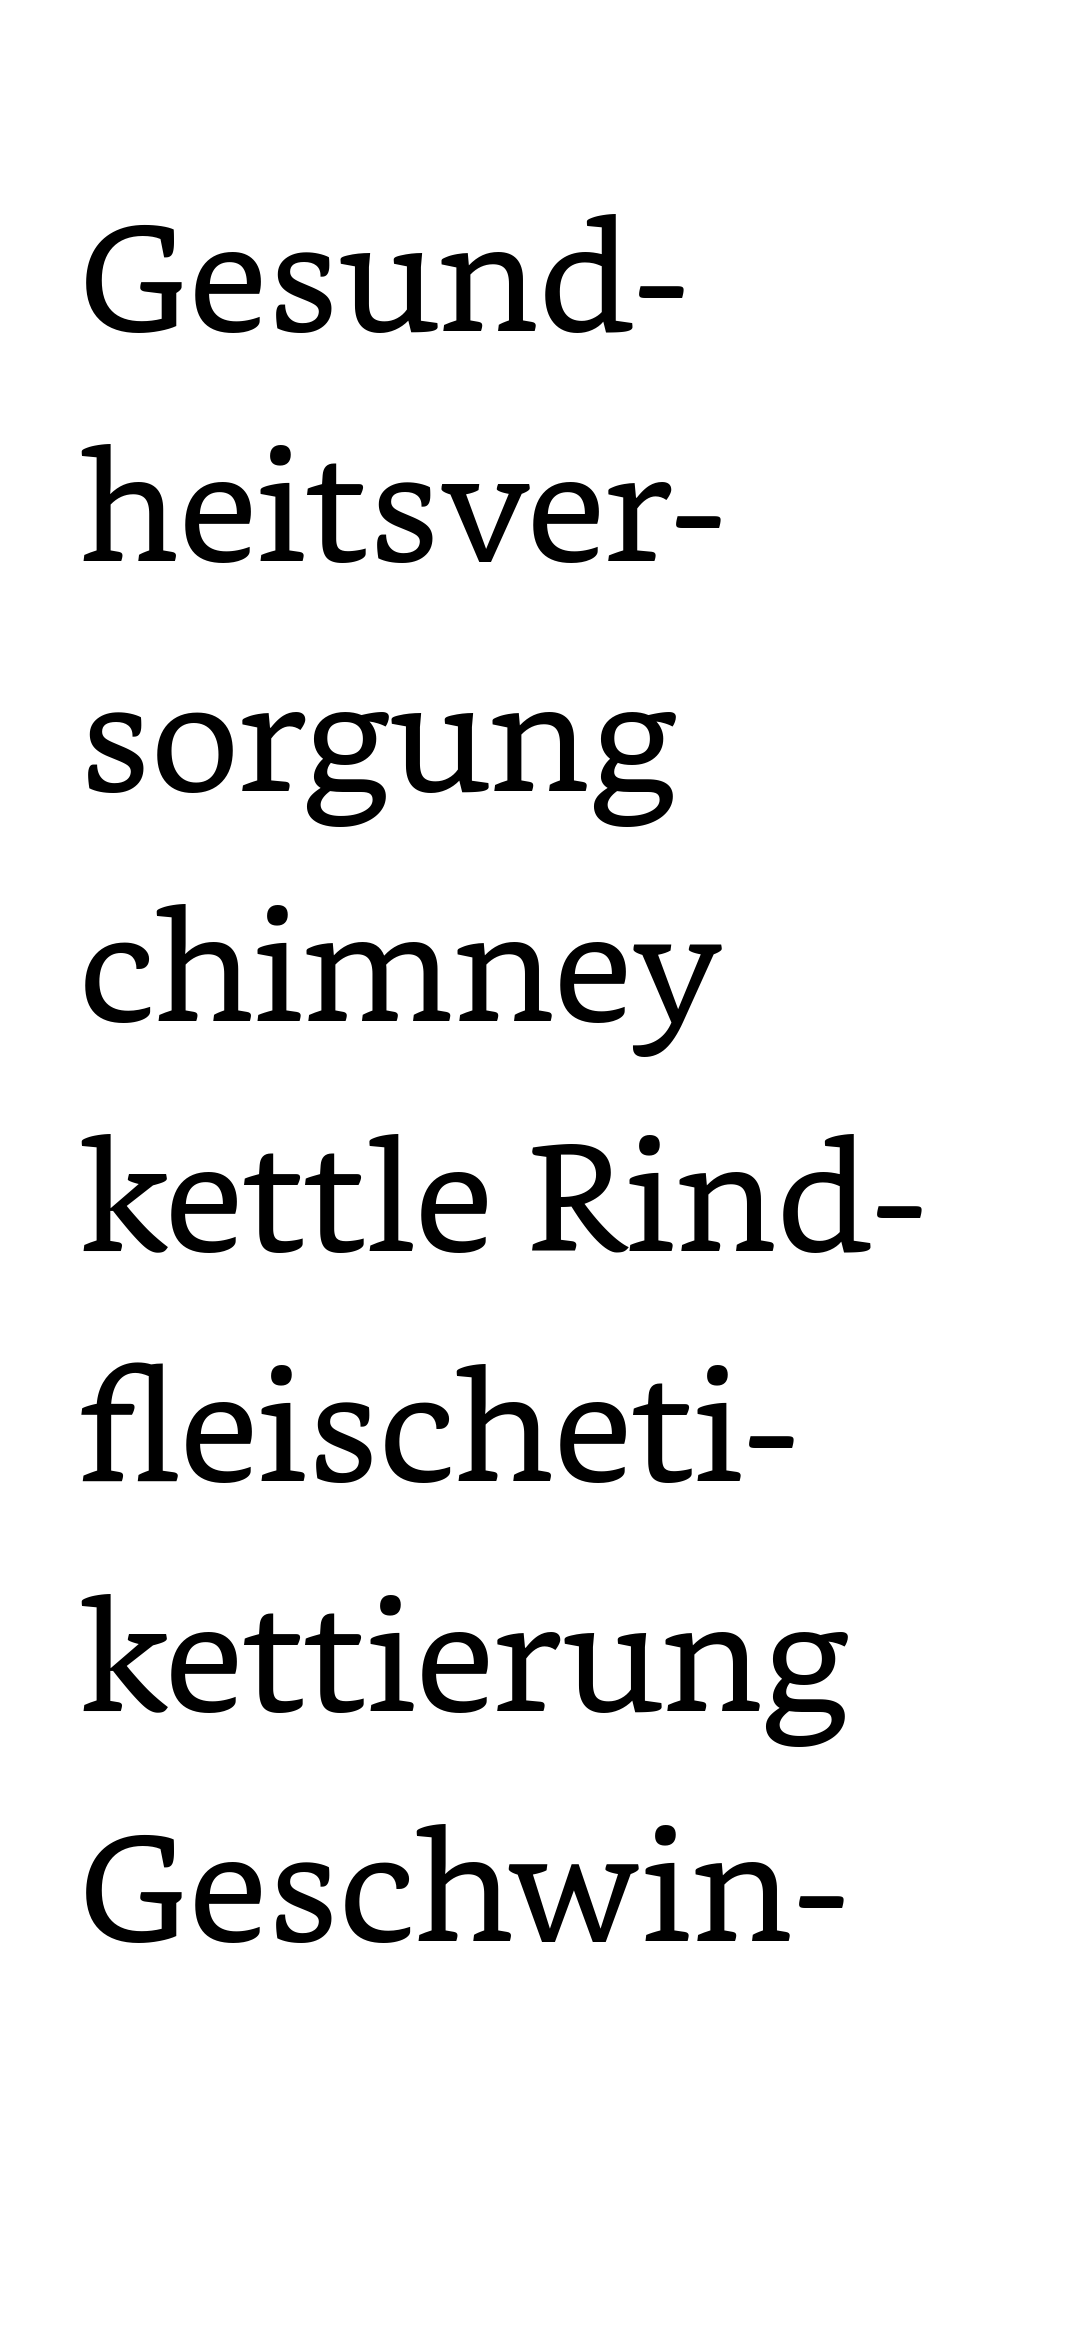 Gesund-
heitsver-
sorgung
chimney
kettle Rind-
fleischeti-
kettierung
Geschwin-